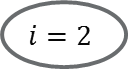 i = 2